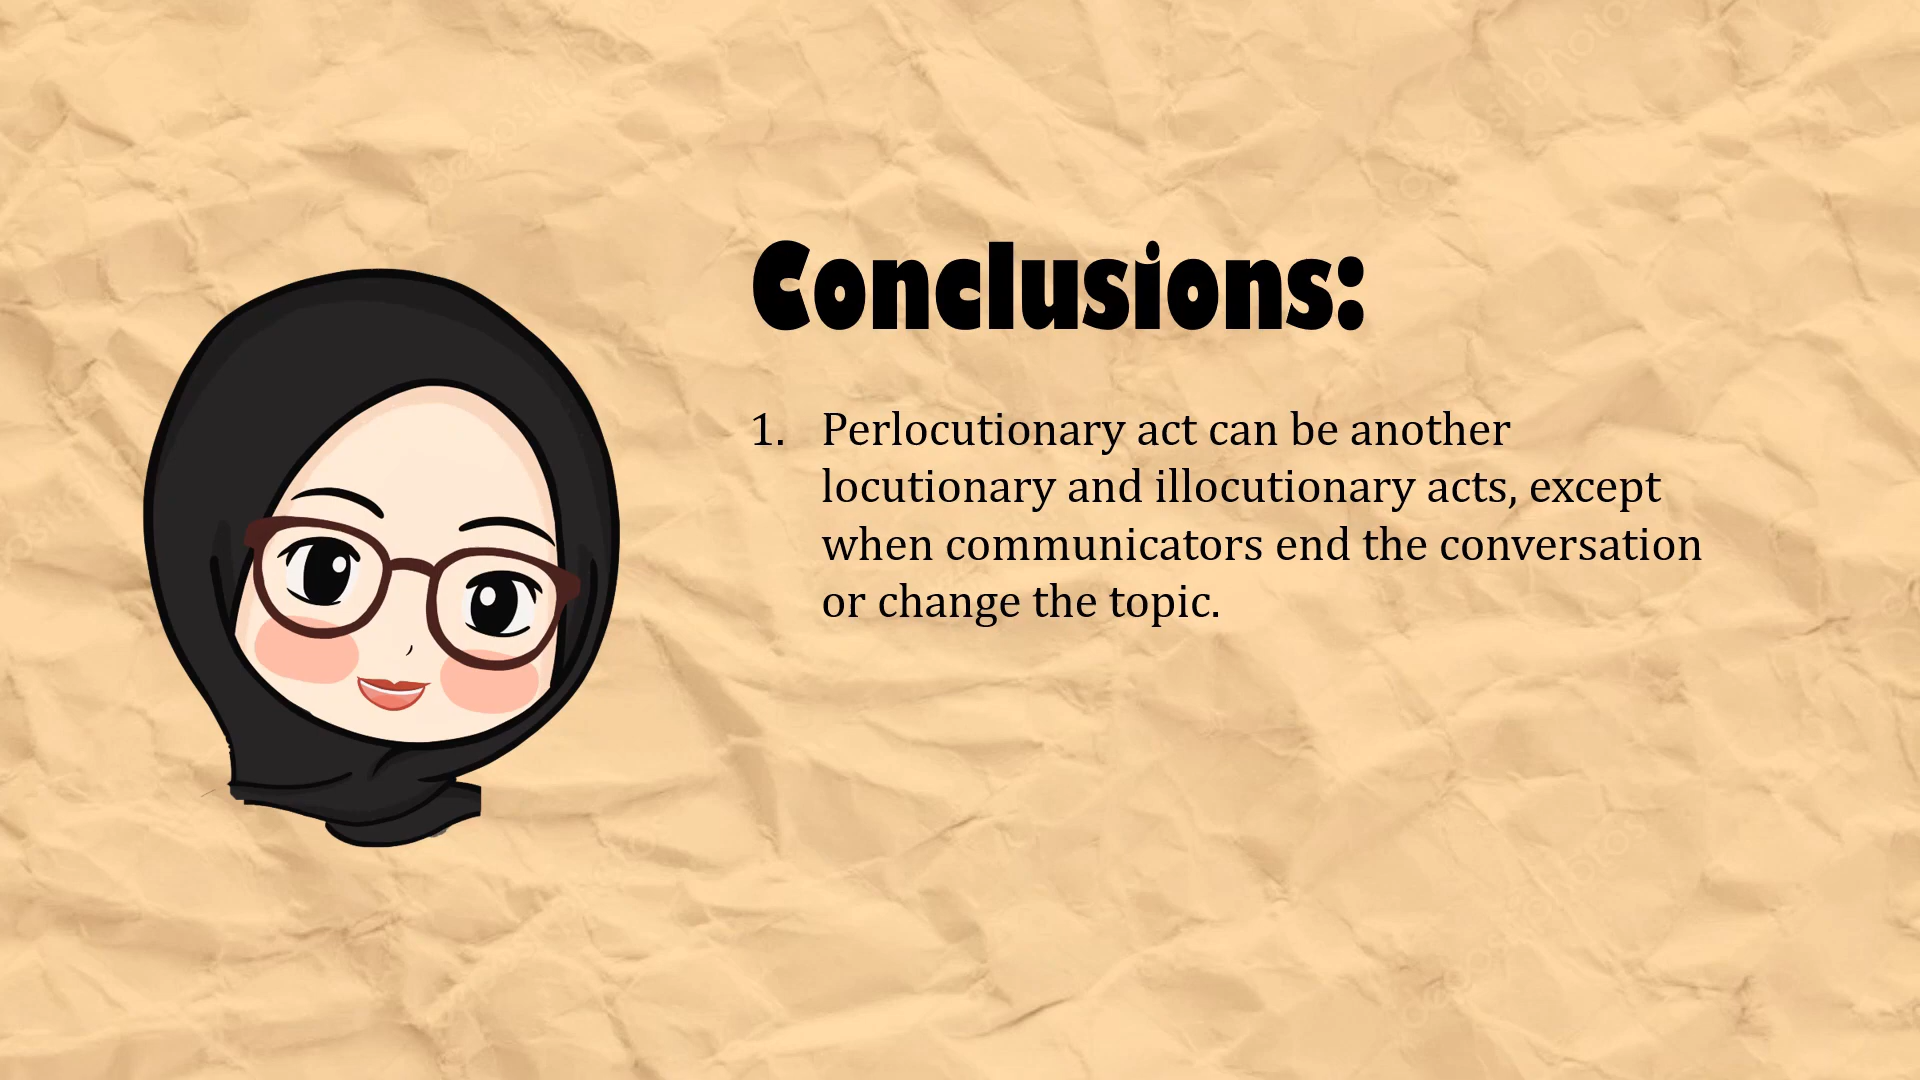 Conclusions:
1. Perlocutionary act can be another
locutionary and illocutionary acts, except
when communicators end the conversation
or change the topic.